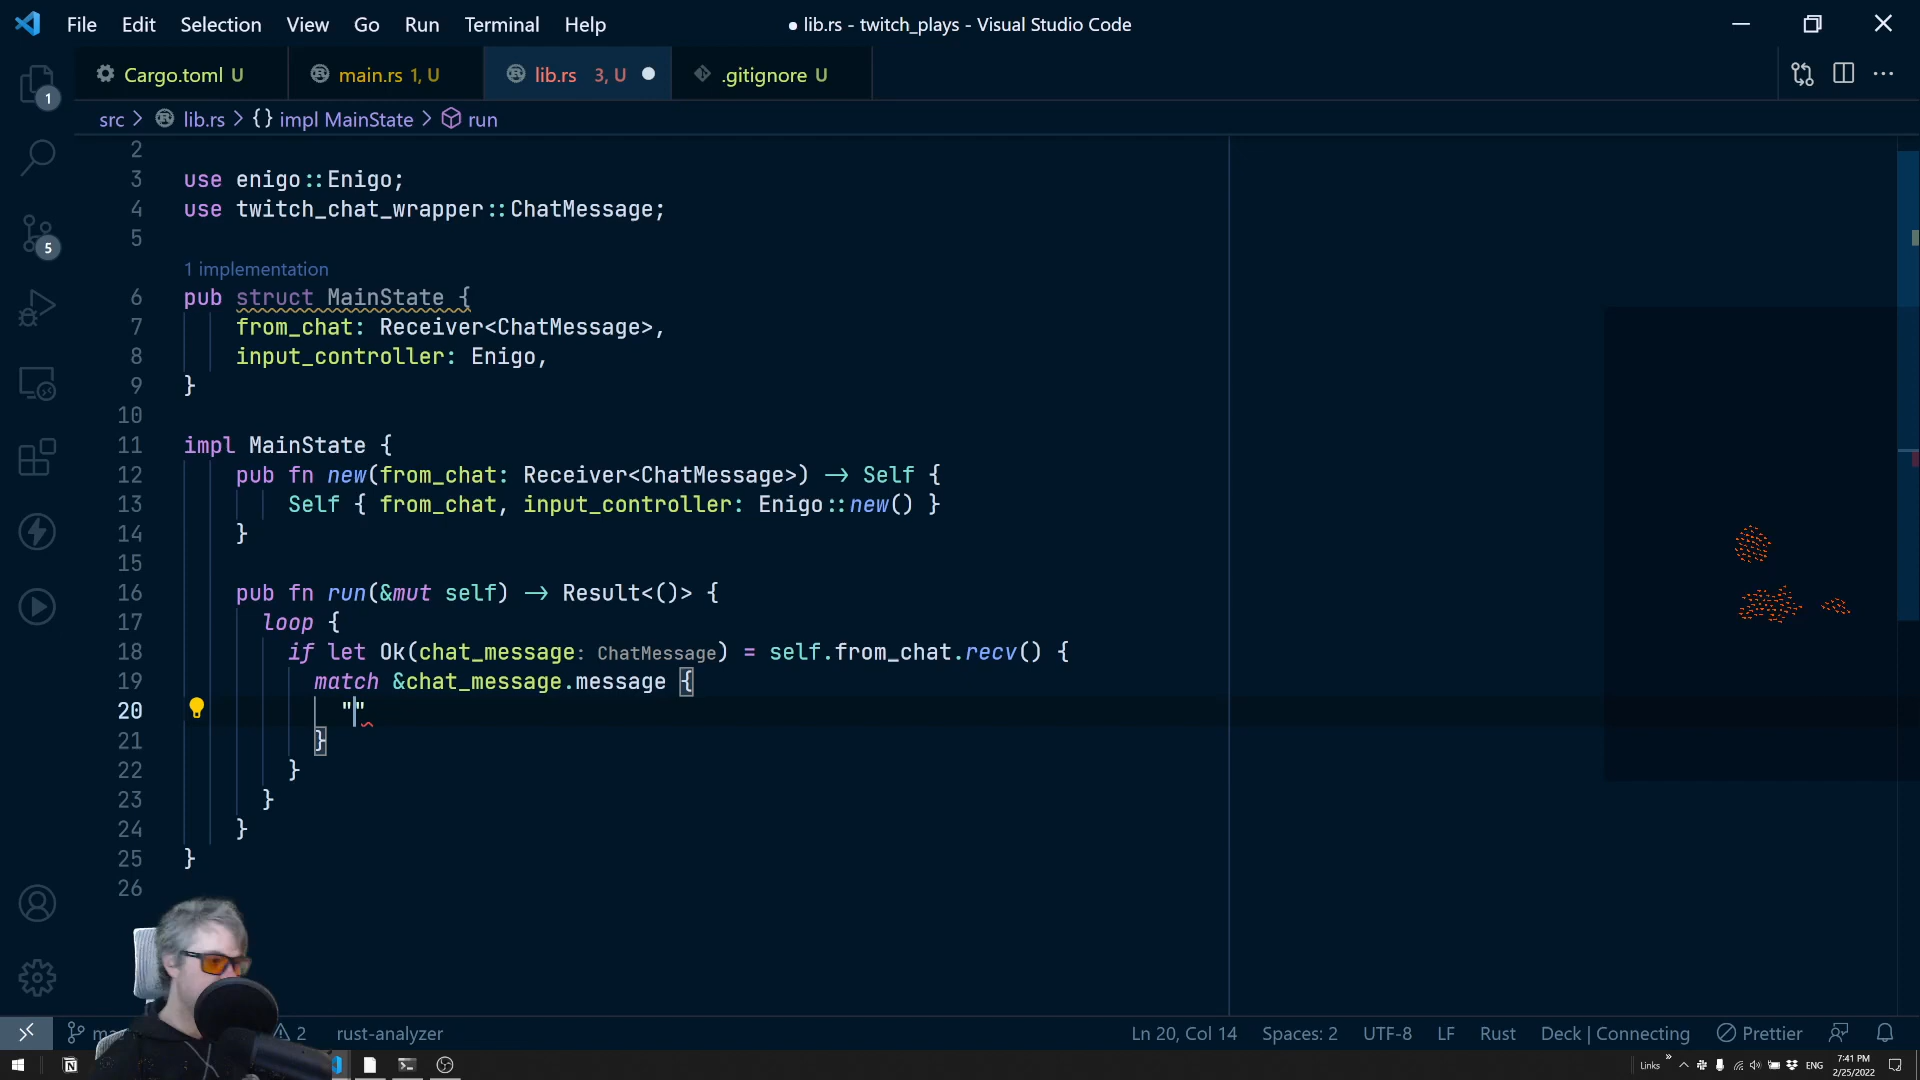 File Edit Selection View Go Run Terminal Help
● lib.rs - twitch_plays - Visual Studio Code
Cargo.toml U
main.rs 1, U
lib.rs 3, U
.gitignore U
1
src > lib.rs > {} impl MainState > run
2
3 use enigo::Enigo;
4 use twitch_chat_wrapper::ChatMessage;
5
1 implementation
6 pub struct MainState {
7 from_chat: Receiver<ChatMessage>,
8 input_controller: Enigo,
9 }
10
11 impl MainState {
12 pub fn new(from_chat: Receiver<ChatMessage>) -> Self {
13 Self { from_chat, input_controller: Enigo::new() }
14 }
15
16 pub fn run(&mut self) -> Result<()> {
17 loop {
18 if let Ok(chat_message: ChatMessage) = self.from_chat.recv() {
19 match &chat_message.message {
20 ""
21 }
22 }
23 }
24 }
25 }
26
5
2 rust-analyzer
Ln 20, Col 14 Spaces: 2 UTF-8 LF Rust Deck | Connecting Prettier
Links » ENG 7:41 PM
2/25/2022